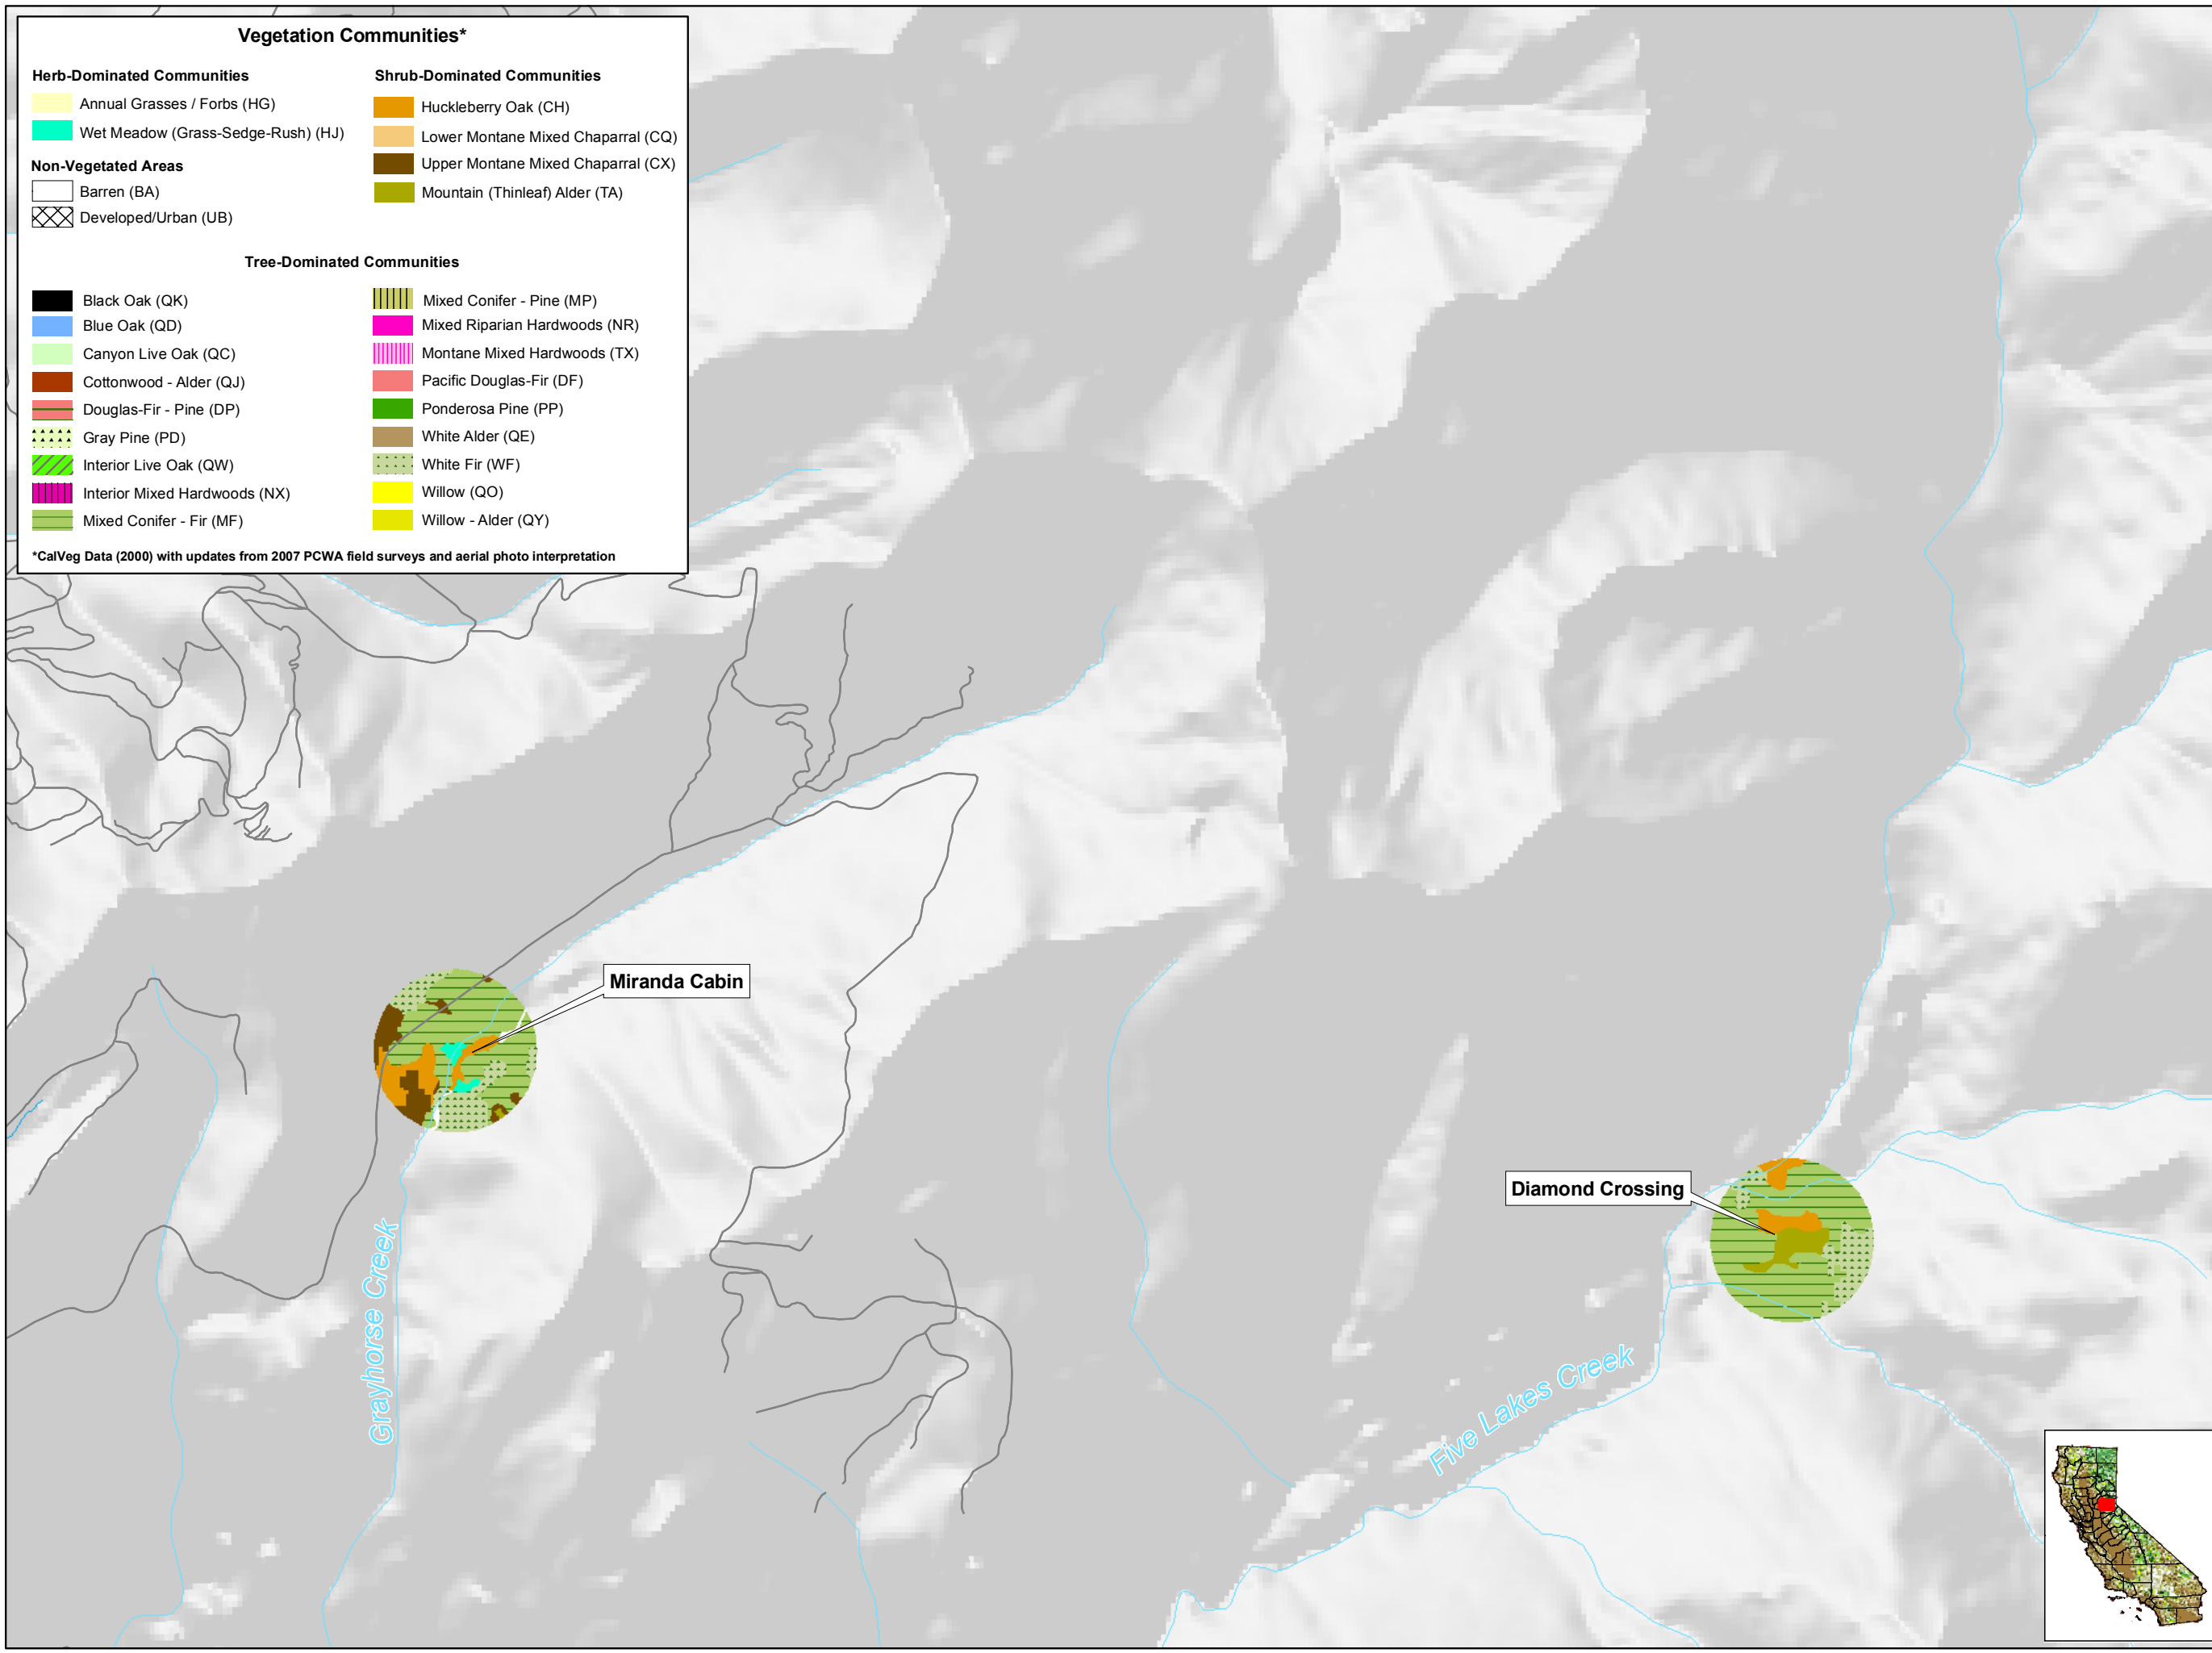 Vegetation Communities*
Herb-Dominated Communities
Annual Grasses / Forbs (HG)
Wet Meadow (Grass-Sedge-Rush) (HJ)
Non-Vegetated Areas
Barren (BA)
Developed/Urban (UB)
Shrub-Dominated Communities
Huckleberry Oak (CH)
Lower Montane Mixed Chaparral (CQ)
Upper Montane Mixed Chaparral (CX)
Mountain (Thinleaf) Alder (TA)
Tree-Dominated Communities
Black Oak (QK)
Blue Oak (QD)
Canyon Live Oak (QC)
Cottonwood - Alder (QJ)
Douglas-Fir - Pine (DP)
Gray Pine (PD)
Interior Live Oak (QW)
Interior Mixed Hardwoods (NX)
Mixed Conifer - Fir (MF)
Mixed Conifer - Pine (MP)
Mixed Riparian Hardwoods (NR)
Montane Mixed Hardwoods (TX)
Pacific Douglas-Fir (DF)
Ponderosa Pine (PP)
White Alder (QE)
White Fir (WF)
Willow (QO)
Willow - Alder (QY)
*CalVeg Data (2000) with updates from 2007 PCWA field surveys and aerial photo interpretation
Miranda Cabin
Diamond Crossing
Grayhorse Creek
Five Lakes Creek